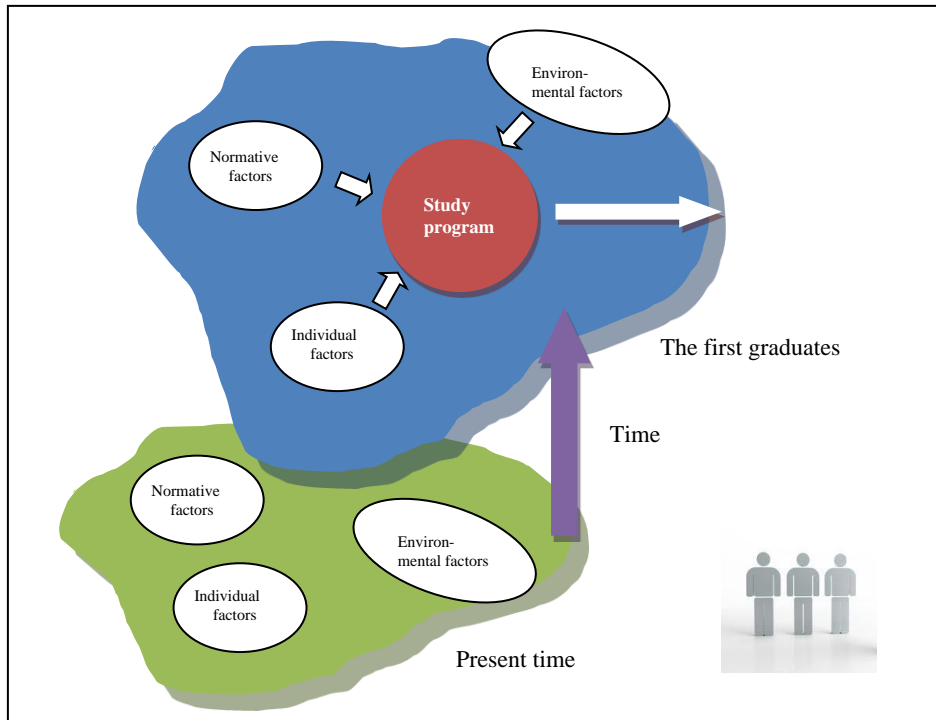 Environ-
mental factors
Normative
factors
Study
program
Individual
factors
The first graduates
Time
Normative
factors
Environ-
mental factors
Individual
factors
Present time